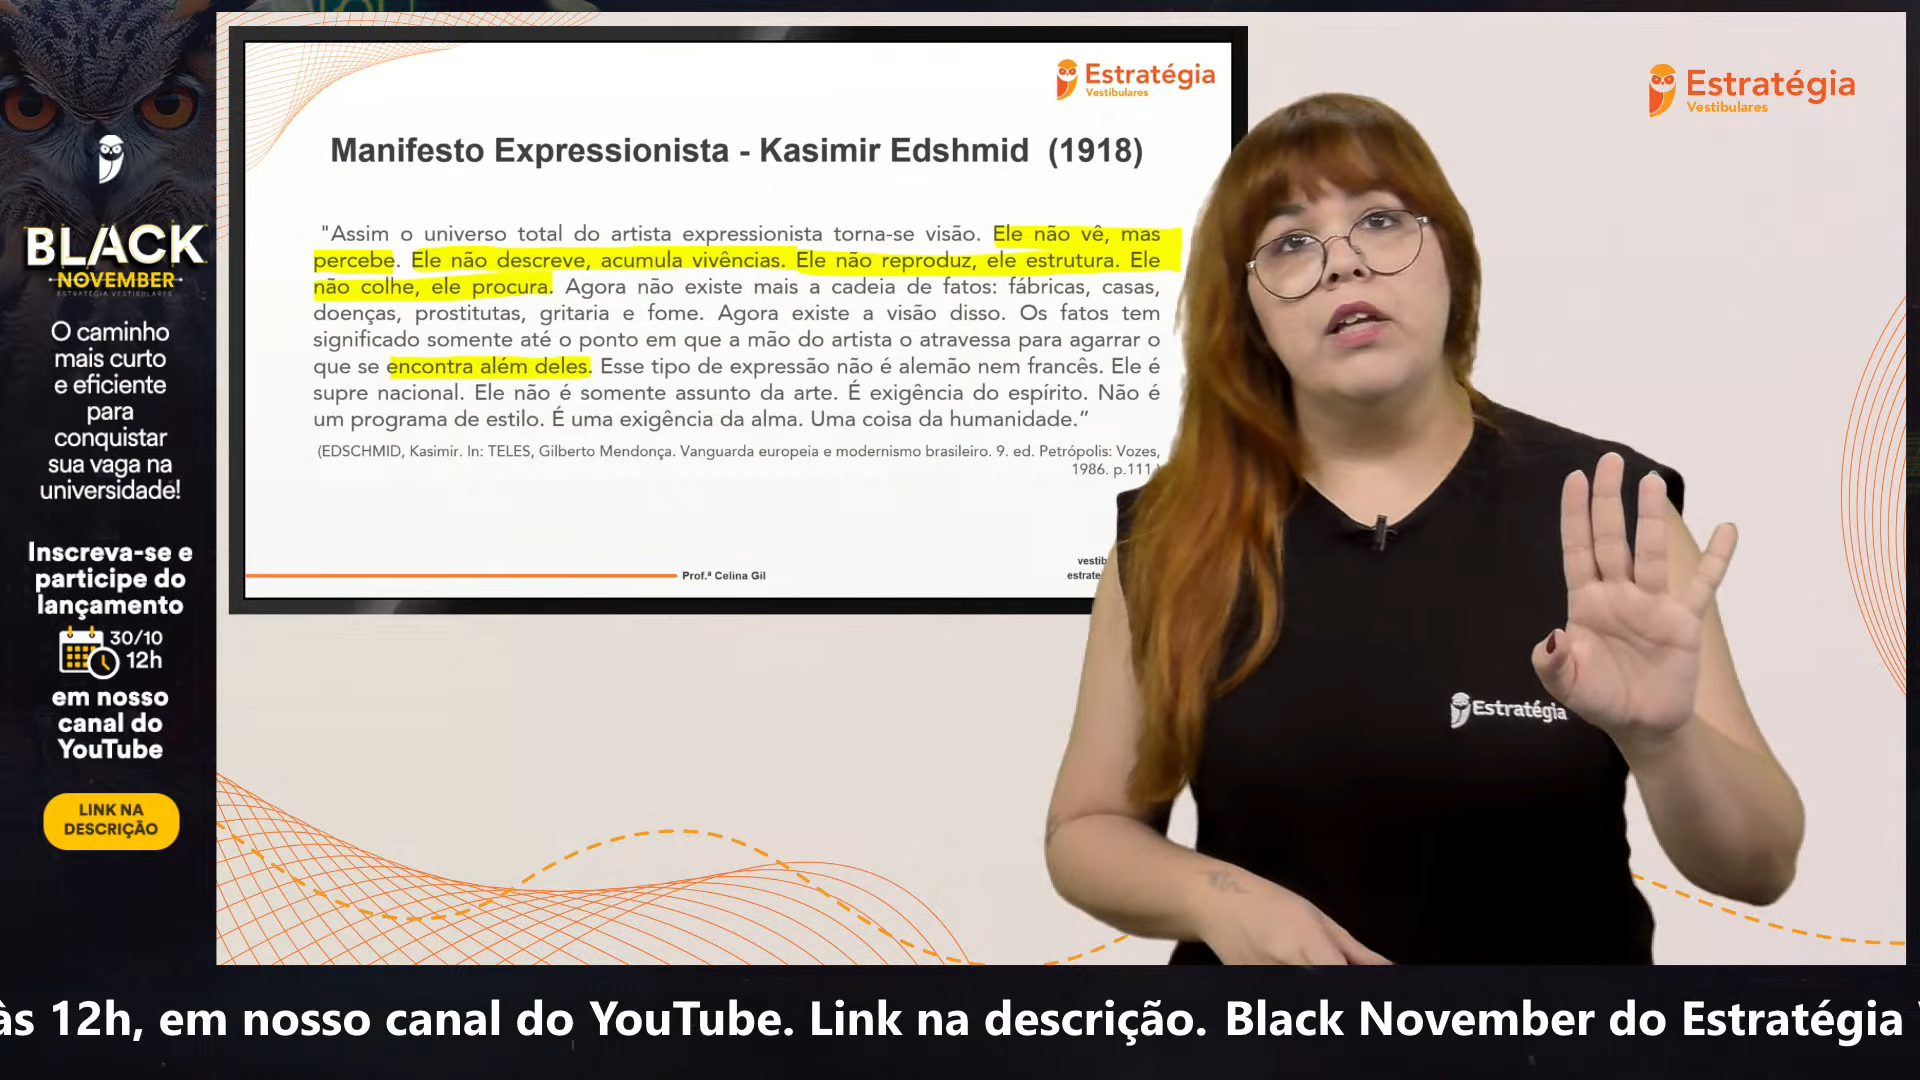 BLACK
NOVEMBER
ESTRATÉGIA VESTIBULARES
O caminho
mais curto
e eficiente
para
conquistar
sua vaga na
universidade!
Inscreva-se e
participe do
lançamento
30/10
12h
em nosso
canal do
YouTube
LINK NA
DESCRIÇÃO
Estratégia
Vestibulares
Manifesto Expressionista - Kasimir Edshmid (1918)
"Assim o universo total do artista expressionista torna-se visão. Ele não vê, mas
percebe. Ele não descreve, acumula vivências. Ele não reproduz, ele estrutura. Ele
não colhe, ele procura. Agora não existe mais a cadeia de fatos: fábricas, casas,
doenças, prostitutas, gritaria e fome. Agora existe a visão disso. Os fatos tem
significado somente até o ponto em que a mão do artista o atravessa para agarrar o
que se encontra além deles. Esse tipo de expressão não é alemão nem francês. Ele é
supre nacional. Ele não é somente assunto da arte. É exigência do espírito. Não é
um programa de estilo. É uma exigência da alma. Uma coisa da humanidade.”
(EDSCHMID, Kasimir. In: TELES, Gilberto Mendonça. Vanguarda europeia e modernismo brasileiro. 9. ed. Petrópolis: Vozes,
1986. p.111.)
Prof.ª Celina Gil
vestib
estrate
Estratégia
Vestibulares
Estratégia
às 12h, em nosso canal do YouTube. Link na descrição. Black November do Estratégia